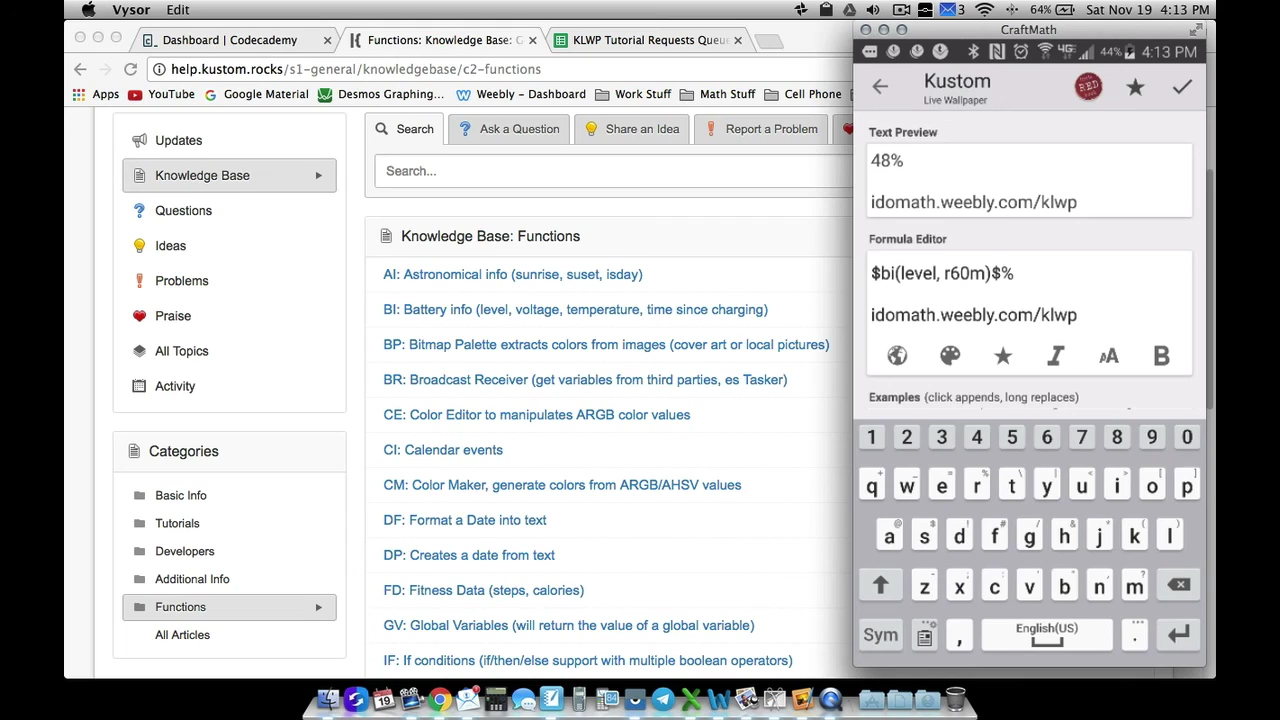 Vysor Edit
3
64%
Sat Nov 19 4:13 PM
Dashboard | Codecademy
Functions: Knowledge Base: G
KLWP Tutorial Requests Queue
help.kustom.rocks/s1-general/knowledgebase/c2-functions
Apps YouTube Google Material Desmos Graphing... Weebly - Dashboard Work Stuff Math Stuff Cell Phone
Updates
Knowledge Base
Questions
Ideas
Problems
Praise
All Topics
Activity
Categories
Basic Info
Tutorials
Developers
Additional Info
Functions
All Articles
Search
Ask a Question
Share an Idea
Report a Problem
Search...
Knowledge Base: Functions
AI: Astronomical info (sunrise, suset, isday)
BI: Battery info (level, voltage, temperature, time since charging)
BP: Bitmap Palette extracts colors from images (cover art or local pictures)
BR: Broadcast Receiver (get variables from third parties, es Tasker)
CE: Color Editor to manipulates ARGB color values
CI: Calendar events
CM: Color Maker, generate colors from ARGB/AHSV values
DF: Format a Date into text
DP: Creates a date from text
FD: Fitness Data (steps, calories)
GV: Global Variables (will return the value of a global variable)
IF: If conditions (if/then/else support with multiple boolean operators)
CraftMath
4G 44% 4:13 PM
Kustom
Live Wallpaper
RED
Text Preview
48%
idomath.weebly.com/klwp
Formula Editor
$bi(level, r60m)$%
idomath.weebly.com/klwp
I AA B
Examples (click appends, long replaces)
1 2 3 4 5 6 7 8 9 0
q w e r t y u i o p
a s d f g h j k l
z x c v b n m
Sym , English(US) .
19